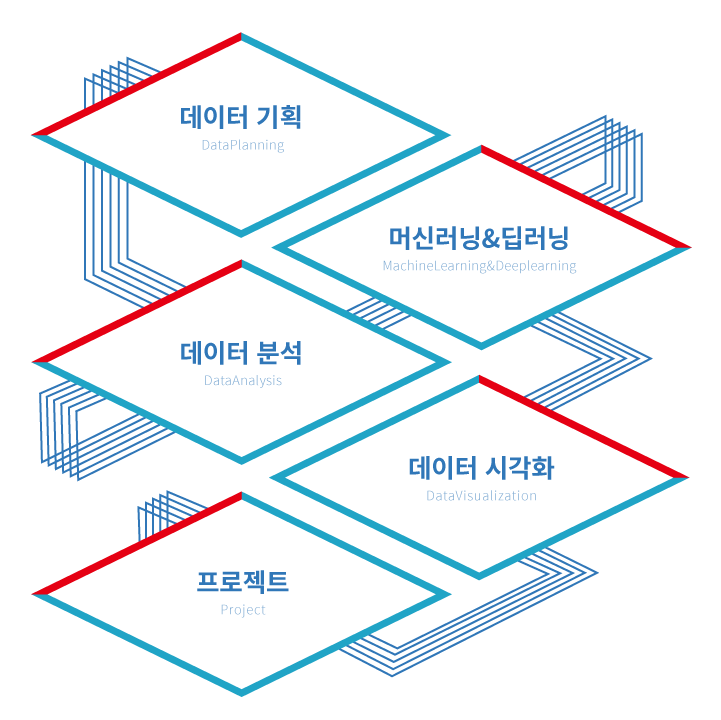 데이터 기획
DataPlanning
머신러닝&딥러닝
MachineLearning&Deeplearning
데이터 분석
DataAnalysis
데이터 시각화
DataVisualization
프로젝트
Project